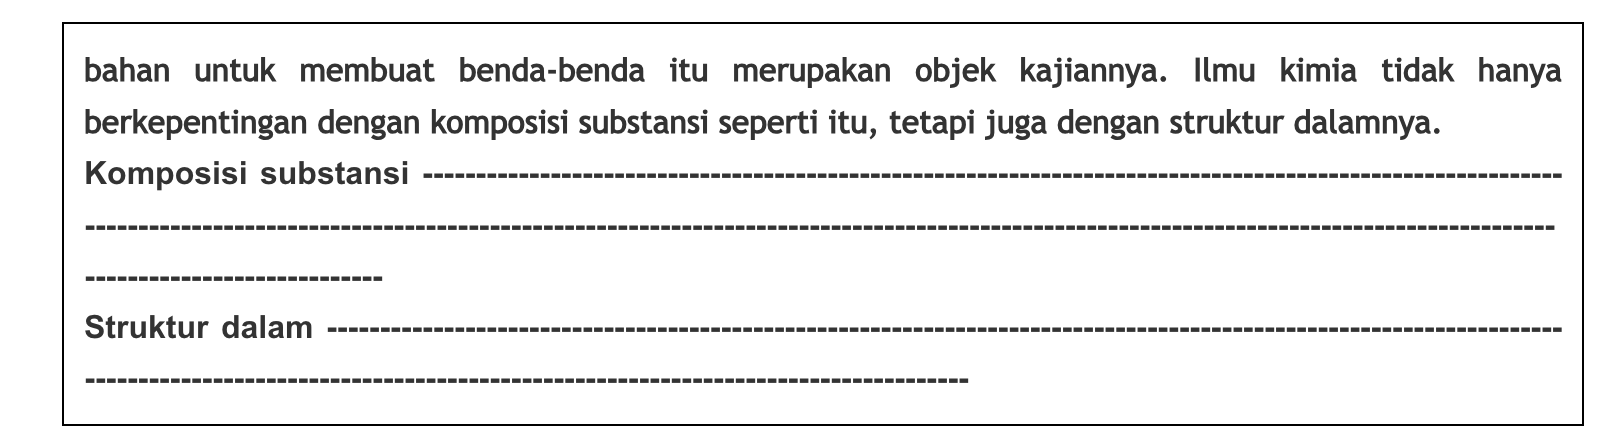 bahan untuk membuat benda-benda itu merupakan objek kajiannya. Ilmu kimia tidak hanya
berkepentingan dengan komposisi substansi seperti itu, tetapi juga dengan struktur dalamnya.
Komposisi substansi -----------------------------------------------------------------------------------------------------------
------------------------------------------------------------------------------------------------------------------------------------------
----------------------------
Struktur dalam --------------------------------------------------------------------------------------------------------------------
-----------------------------------------------------------------------------------